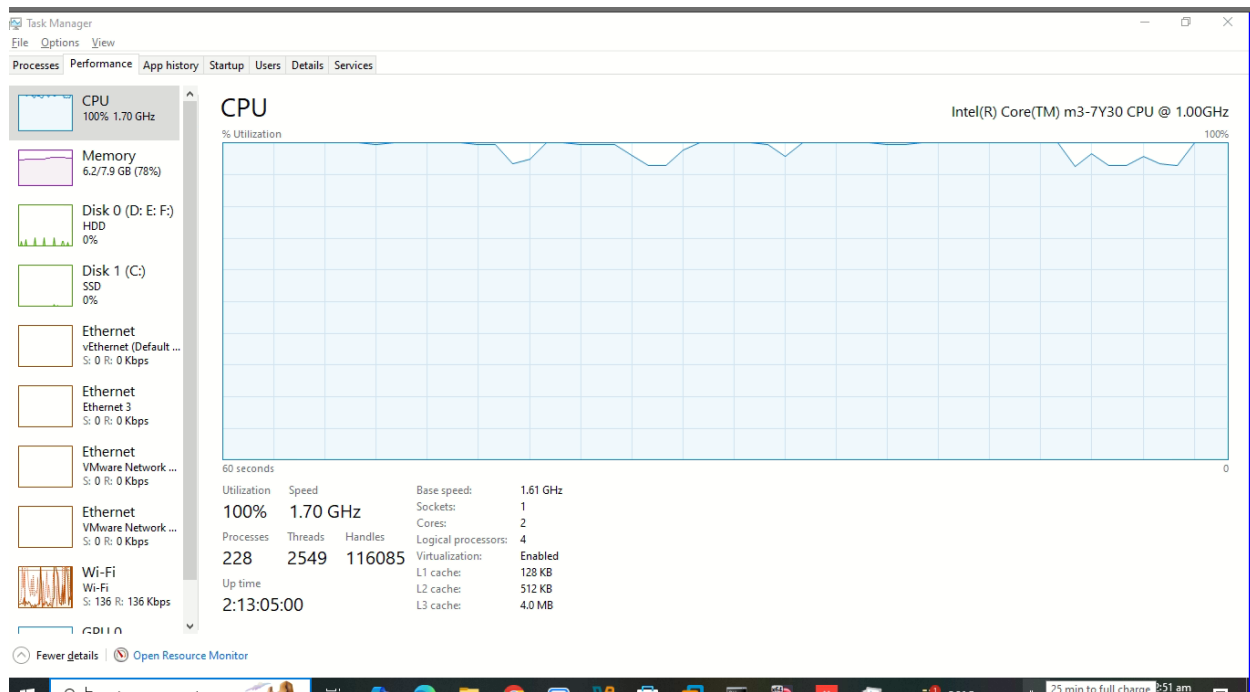 Task Manager
File Options View
Processes Performance App history Startup Users Details Services
CPU
100% 1.70 GHz
Memory
6.2/7.9 GB (78%)
Disk 0 (D: E: F:)
HDD
0%
Disk 1 (C:)
SSD
0%
Ethernet
vEthernet (Default ...
S: 0 R: 0 Kbps
Ethernet
Ethernet 3
S: 0 R: 0 Kbps
Ethernet
VMware Network ...
S: 0 R: 0 Kbps
Ethernet
VMware Network ...
S: 0 R: 0 Kbps
Wi-Fi
Wi-Fi
S: 136 R: 136 Kbps
GPU 0
CPU
Intel(R) Core(TM) m3-7Y30 CPU @ 1.00GHz
% Utilization 100%
60 seconds 0
Utilization Speed
100% 1.70 GHz
Processes Threads Handles
228 2549 116085
Up time
2:13:05:00
Base speed: 1.61 GHz
Sockets: 1
Cores: 2
Logical processors: 4
Virtualization: Enabled
L1 cache: 128 KB
L2 cache: 512 KB
L3 cache: 4.0 MB
Fewer details Open Resource Monitor
25 min to full charge :51 am